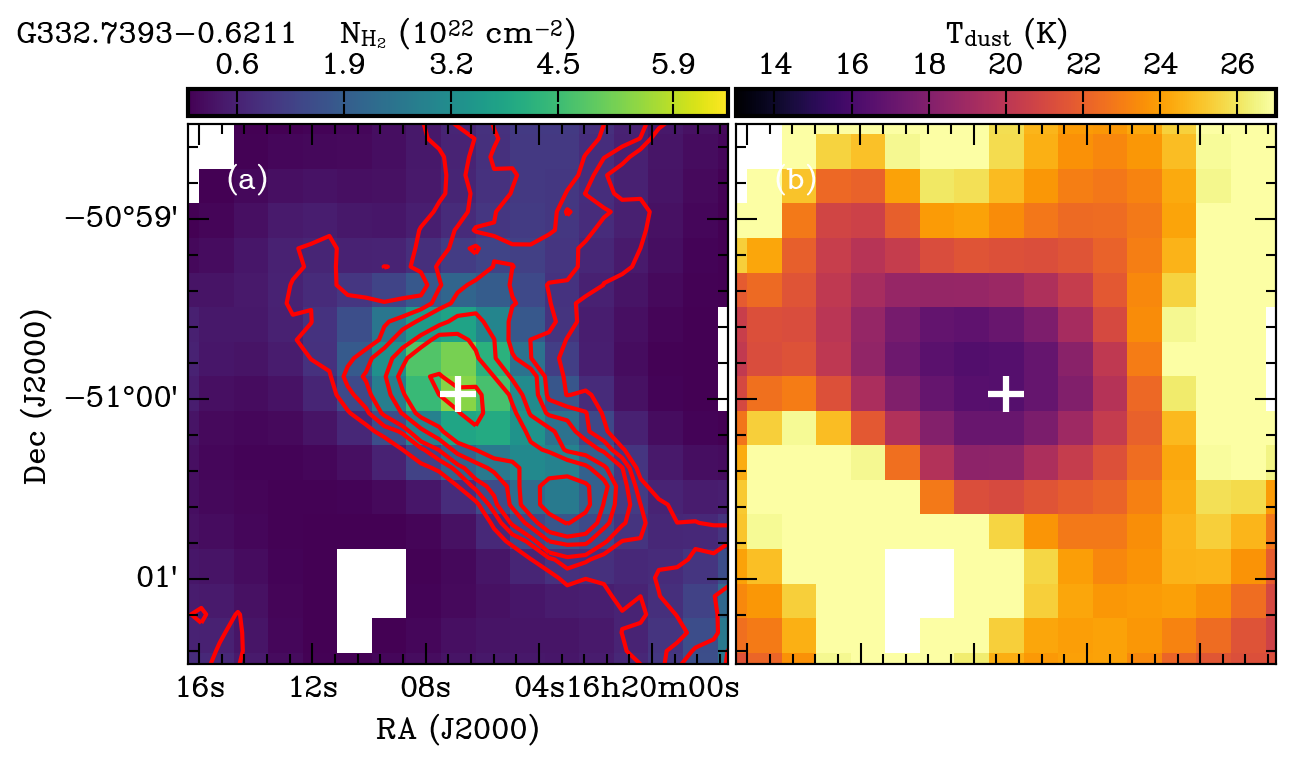 G332.7393−0.6211 N_H₂ (10²² cm⁻²) T_dust (K)
0.6 1.9 3.2 4.5 5.9 14 16 18 20 22 24 26
(a) (b)
−50°59'
−51°00'
01'
Dec (J2000)
16s 12s 08s 04s16h20m00s
RA (J2000)